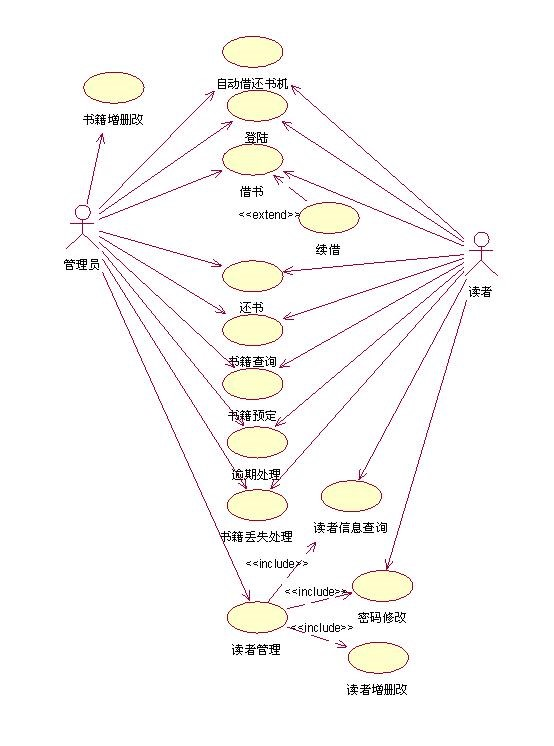 自动借还书机
书籍增删改
登陆
借书
<<extend>>
续借
管理员
读者
还书
书籍查询
书籍预定
逾期处理
读者信息查询
书籍丢失处理
<<include>>
<<include>>
密码修改
<<include>>
读者管理
读者增删改